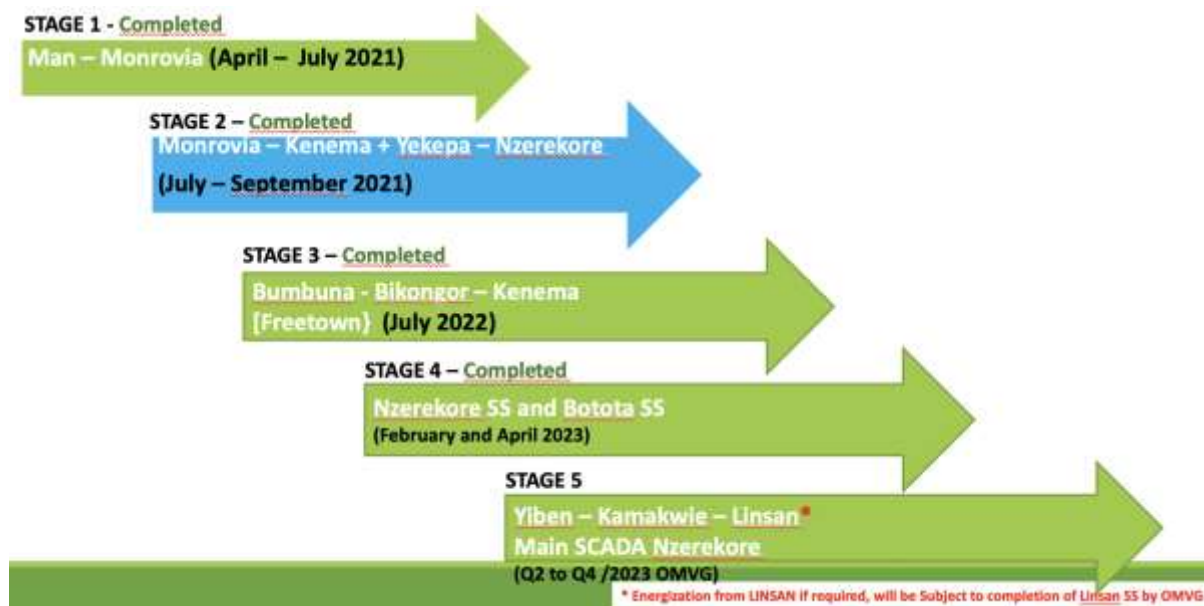 STAGE 1 - Completed
Man – Monrovia (April – July 2021)
STAGE 2 – Completed
Monrovia – Kenema + Yekepa – Nzerekore
(July – September 2021)
STAGE 3 – Completed
Bumbuna - Bikongor – Kenema
{Freetown} (July 2022)
STAGE 4 – Completed
Nzerekore SS and Botota SS
(February and April 2023)
STAGE 5
Yiben – Kamakwie – Linsan*
Main SCADA Nzerekore
(Q2 to Q4 /2023 OMVG)
* Energization from LINSAN if required, will be Subject to completion of Linsan SS by OMVG